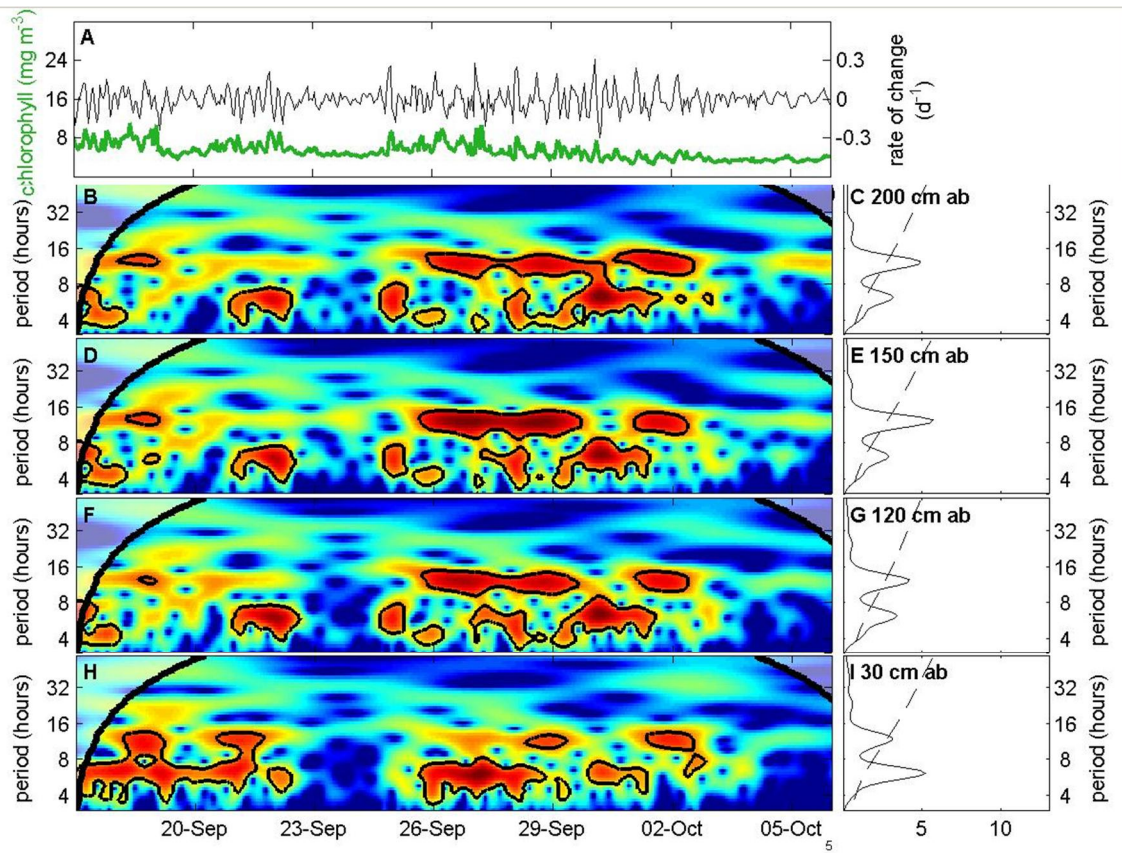 A
c:chlorophyll (mg m-3)
24
16
8
0.3
0
-0.3
rate of change
(d-1)
B
period (hours)
32
16
8
4
C 200 cm ab
32
16
8
4
period (hours)
D
period (hours)
32
16
8
4
E 150 cm ab
32
16
8
4
period (hours)
F
period (hours)
32
16
8
4
G 120 cm ab
32
16
8
4
period (hours)
H
period (hours)
32
16
8
4
I 30 cm ab
32
16
8
4
period (hours)
20-Sep 23-Sep 26-Sep 29-Sep 02-Oct 05-Oct
5 10
5